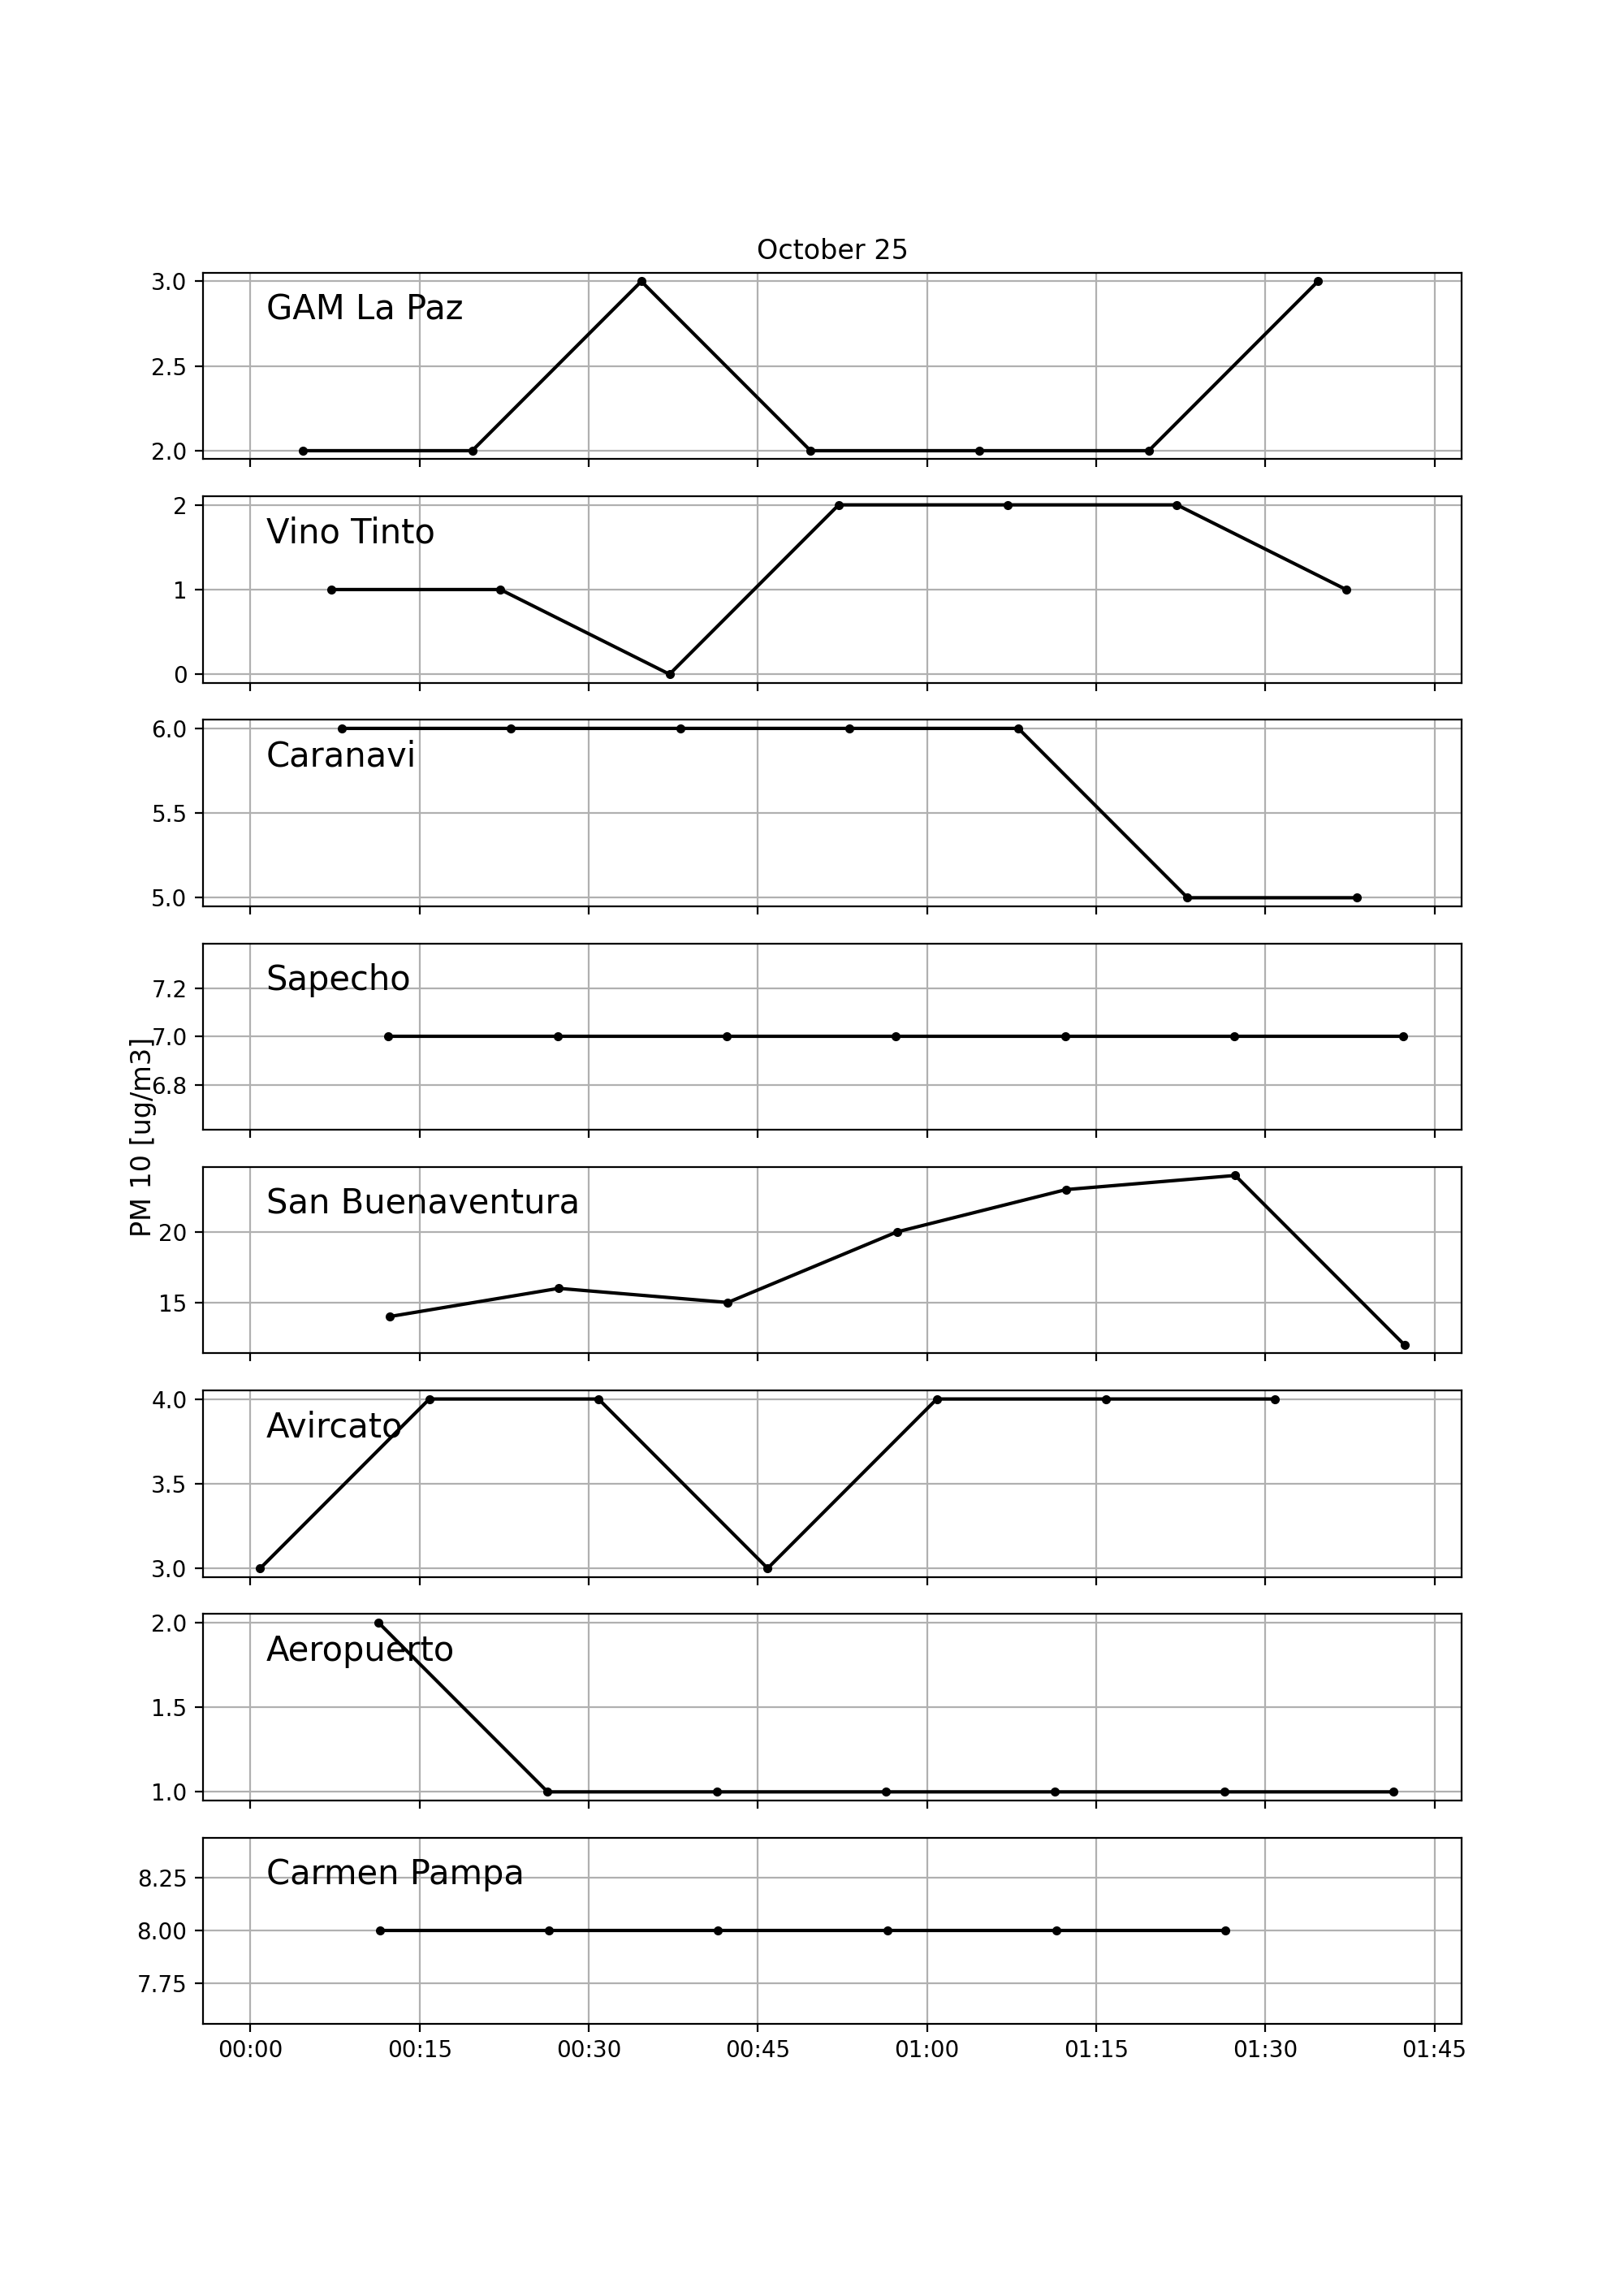 October 25
3.0
GAM La Paz
2.5
2.0
2
Vino Tinto
1
0
6.0
Caranavi
5.5
5.0
Sapecho
7.2
7.0
6.8
PM 10 [ug/m3]
San Buenaventura
20
15
4.0
Avircato
3.5
3.0
2.0
Aeropuerto
1.5
1.0
Carmen Pampa
8.25
8.00
7.75
00:00 00:15 00:30 00:45 01:00 01:15 01:30 01:45